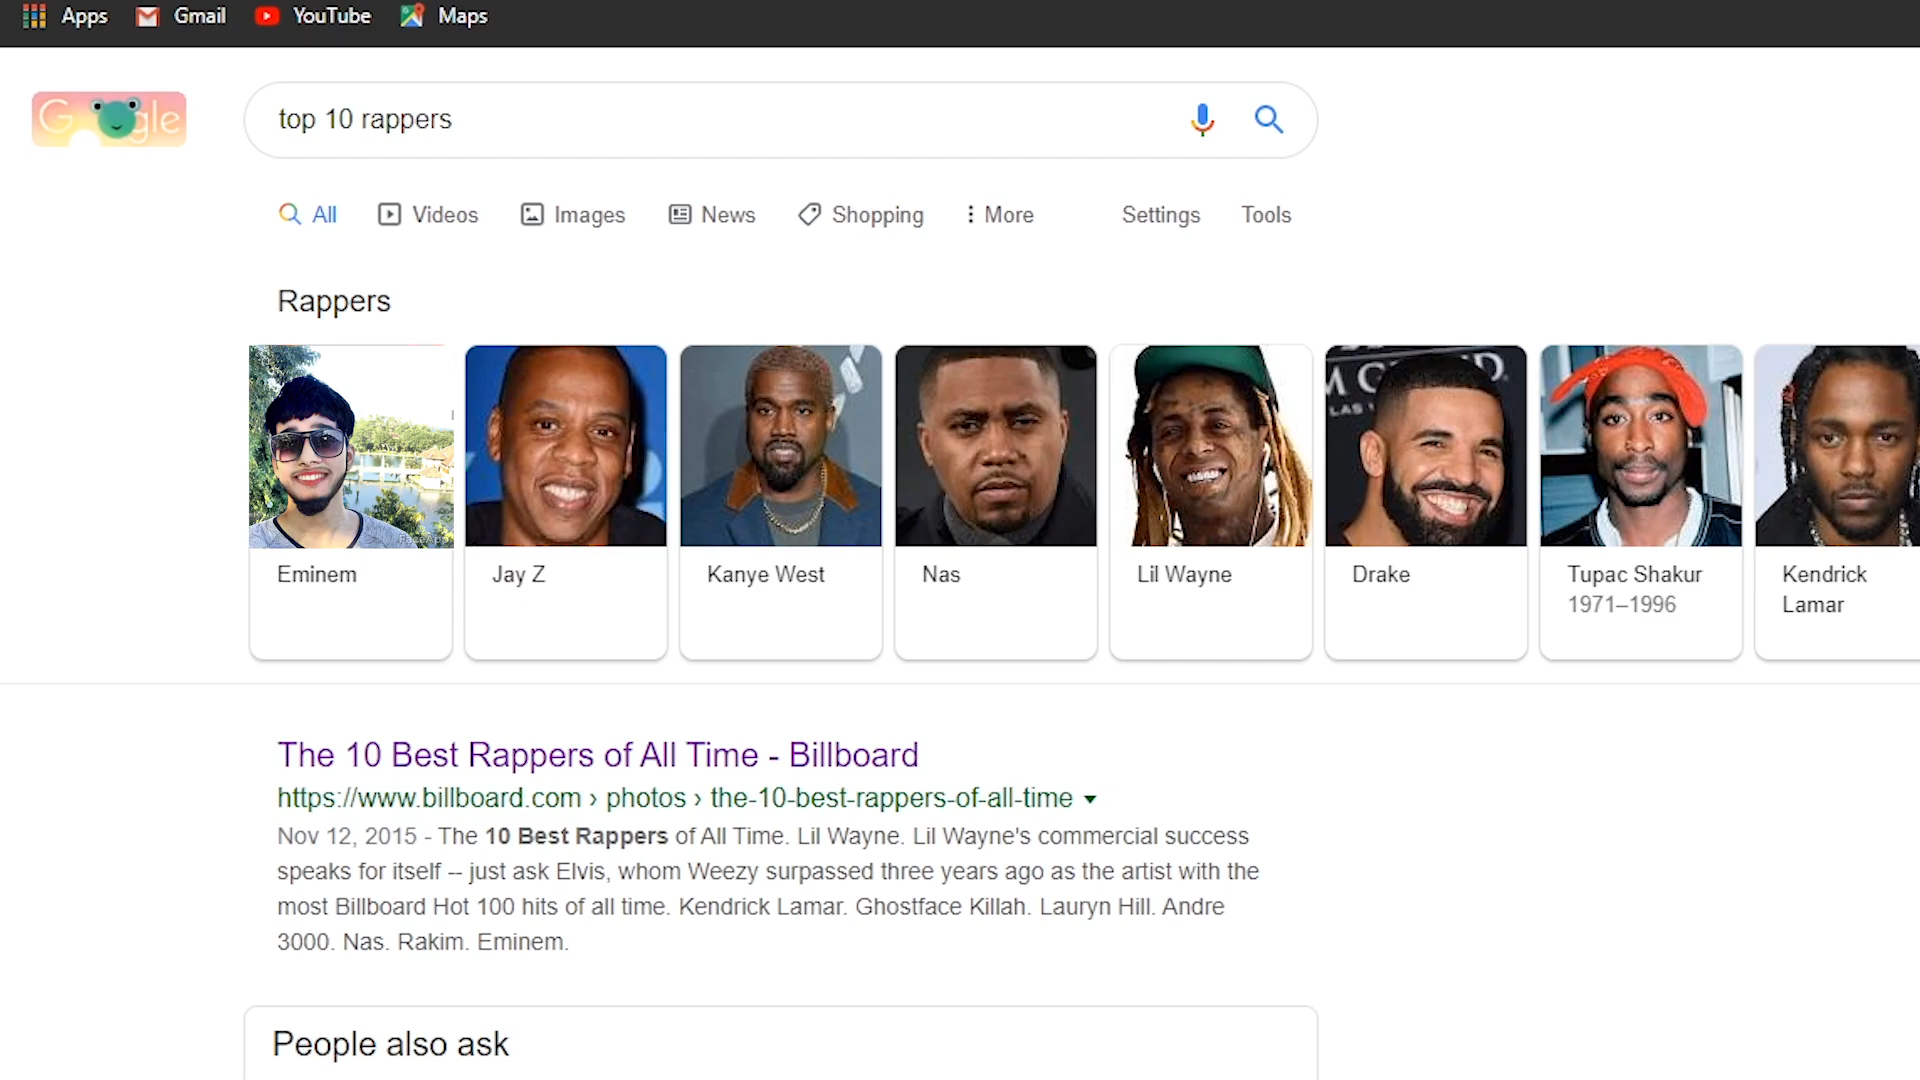 Apps Gmail YouTube Maps
Google
top 10 rappers
All Videos Images News Shopping More Settings Tools
Rappers
FaceApp
Eminem
Jay Z
Kanye West
Nas
Lil Wayne
Drake
Tupac Shakur
1971–1996
Kendrick
Lamar
The 10 Best Rappers of All Time - Billboard
https://www.billboard.com › photos › the-10-best-rappers-of-all-time
Nov 12, 2015 - The 10 Best Rappers of All Time. Lil Wayne. Lil Wayne's commercial success
speaks for itself -- just ask Elvis, whom Weezy surpassed three years ago as the artist with the
most Billboard Hot 100 hits of all time. Kendrick Lamar. Ghostface Killah. Lauryn Hill. Andre
3000. Nas. Rakim. Eminem.
People also ask